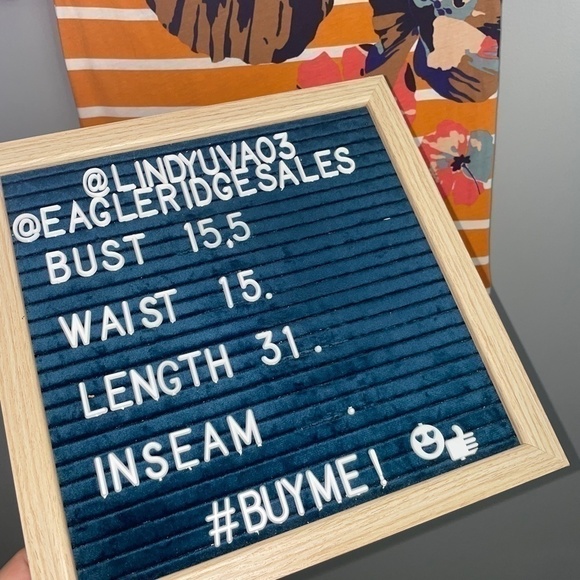 @LINDYUVA03
@EAGLERIDGESALES
BUST 15,5
WAIST 15.
LENGTH 31.
INSEAM .
#BUYME!